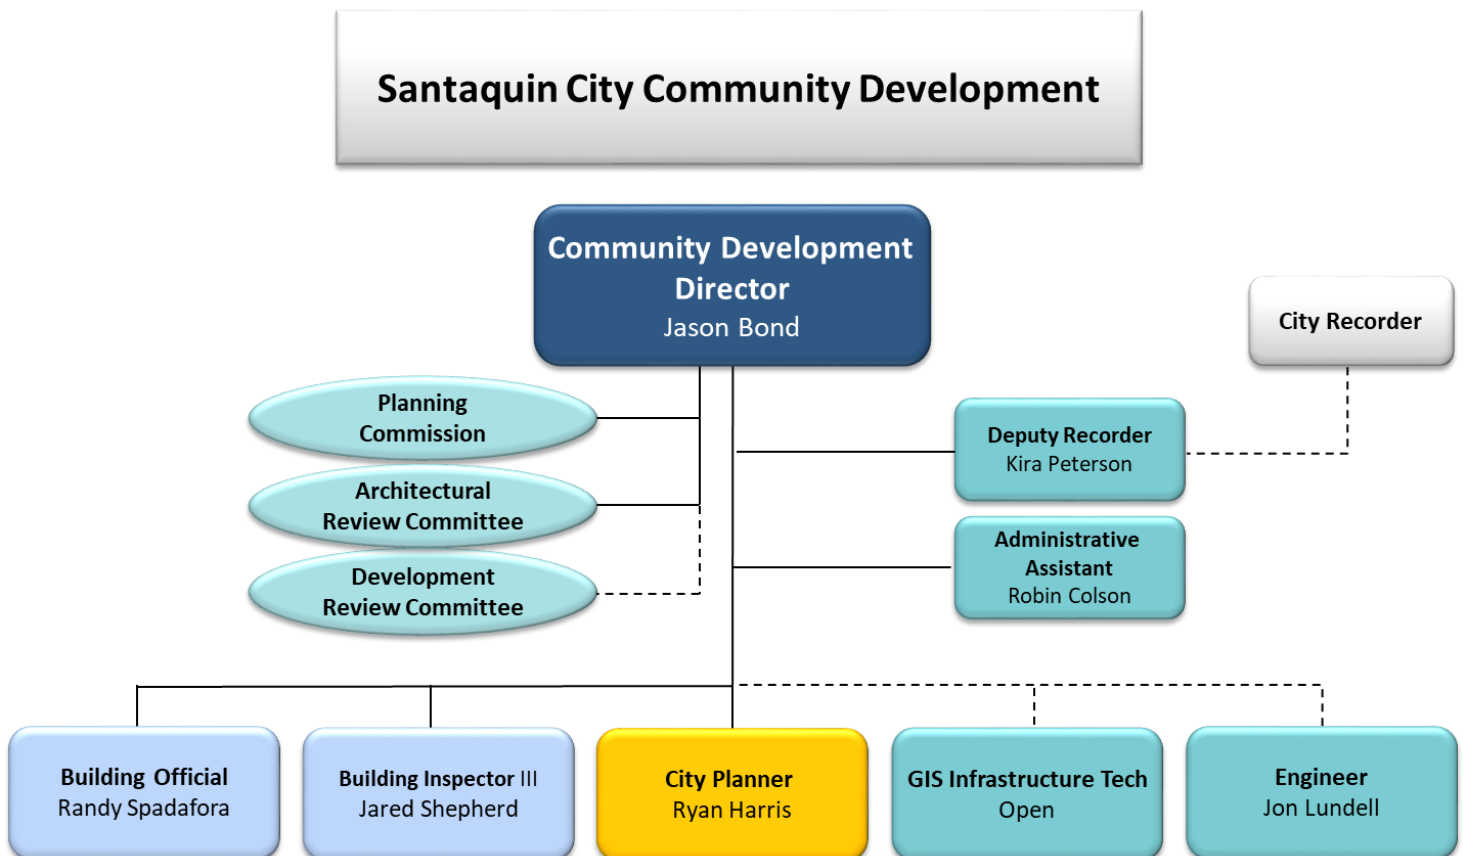 Santaquin City Community Development
Community Development
Director
Jason Bond
City Recorder
Planning
Commission
Deputy Recorder
Kira Peterson
Architectural
Review Committee
Administrative
Assistant
Robin Colson
Development
Review Committee
Building Official
Randy Spadafora
Building Inspector III
Jared Shepherd
City Planner
Ryan Harris
GIS Infrastructure Tech
Open
Engineer
Jon Lundell